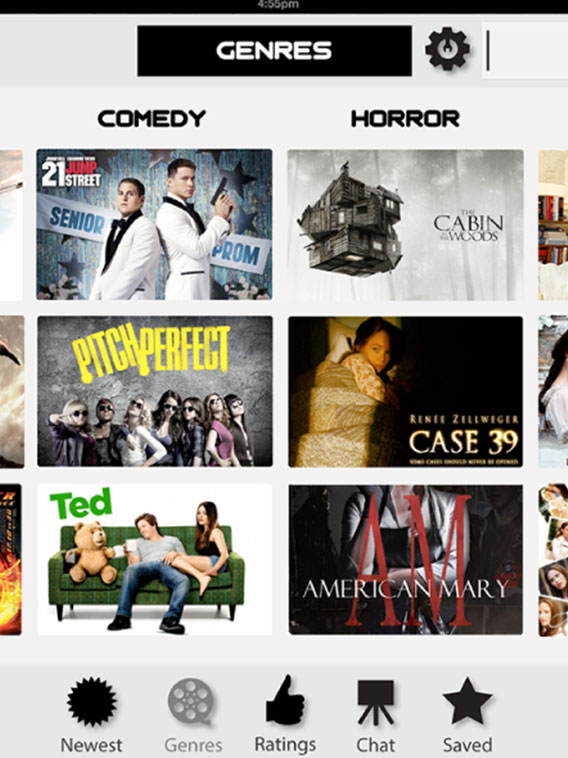 4:55pm
GENRES
COMEDY
HORROR
21 JUMP
STREET
SENIOR
PROM
THE
CABIN
IN THE
WOODS
PITCH PERFECT
RENÉE ZELLWEGER
CASE 39
SOME CASES SHOULD NEVER BE OPENED.
Ted
AM
AMERICAN MARY
Newest
Genres
Ratings
Chat
Saved